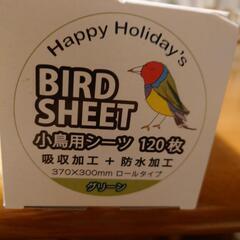 Happy Holiday's
BIRD
SHEET
小鳥用シーツ 120枚
吸収加工 + 防水加工
370×300mm ロールタイプ
グリーン